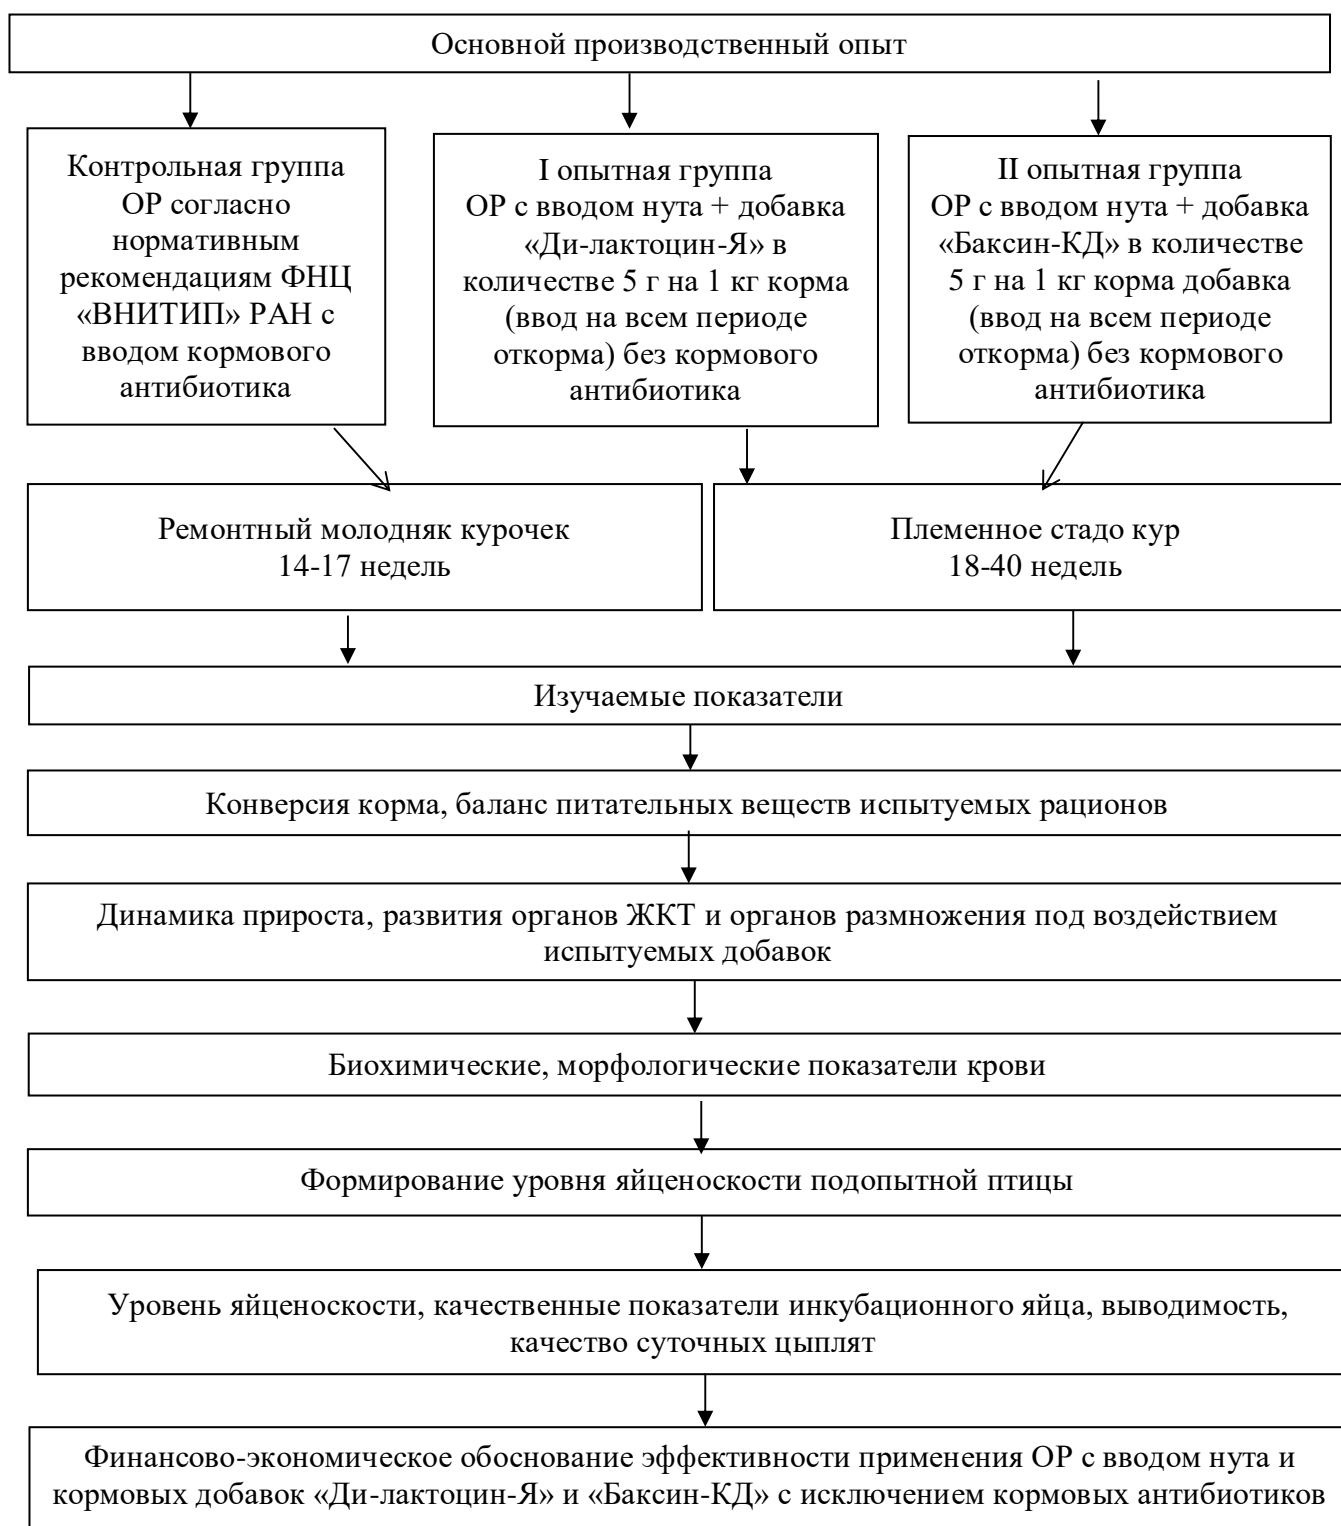 Основной производственный опыт
Контрольная группа
ОР согласно
нормативным
рекомендациям ФНЦ
«ВНИТИП» РАН с
вводом кормового
антибиотика
I опытная группа
ОР с вводом нута + добавка
«Ди-лактоцин-Я» в
количестве 5 г на 1 кг корма
(ввод на всем периоде
откорма) без кормового
антибиотика
II опытная группа
ОР с вводом нута + добавка
«Баксин-КД» в количестве
5 г на 1 кг корма добавка
(ввод на всем периоде
откорма) без кормового
антибиотика
Ремонтный молодняк курочек
14-17 недель
Племенное стадо кур
18-40 недель
Изучаемые показатели
Конверсия корма, баланс питательных веществ испытуемых рационов
Динамика прироста, развития органов ЖКТ и органов размножения под воздействием
испытуемых добавок
Биохимические, морфологические показатели крови
Формирование уровня яйценоскости подопытной птицы
Уровень яйценоскости, качественные показатели инкубационного яйца, выводимость,
качество суточных цыплят
Финансово-экономическое обоснование эффективности применения ОР с вводом нута и
кормовых добавок «Ди-лактоцин-Я» и «Баксин-КД» с исключением кормовых антибиотиков